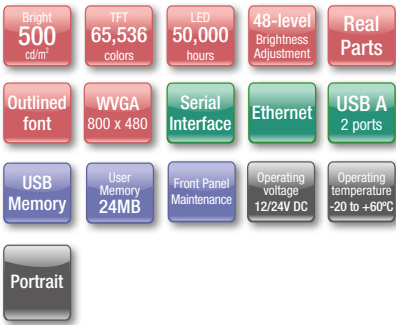 Bright
500
cd/m²
TFT
65,536
colors
LED
50,000
hours
48-level
Brightness
Adjustment
Real
Parts
Outlined
font
WVGA
800 x 480
Serial
Interface
Ethernet
USB A
2 ports
USB
Memory
User
Memory
24MB
Front Panel
Maintenance
Operating
voltage
12/24V DC
Operating
temperature
-20 to +60ºC
Portrait